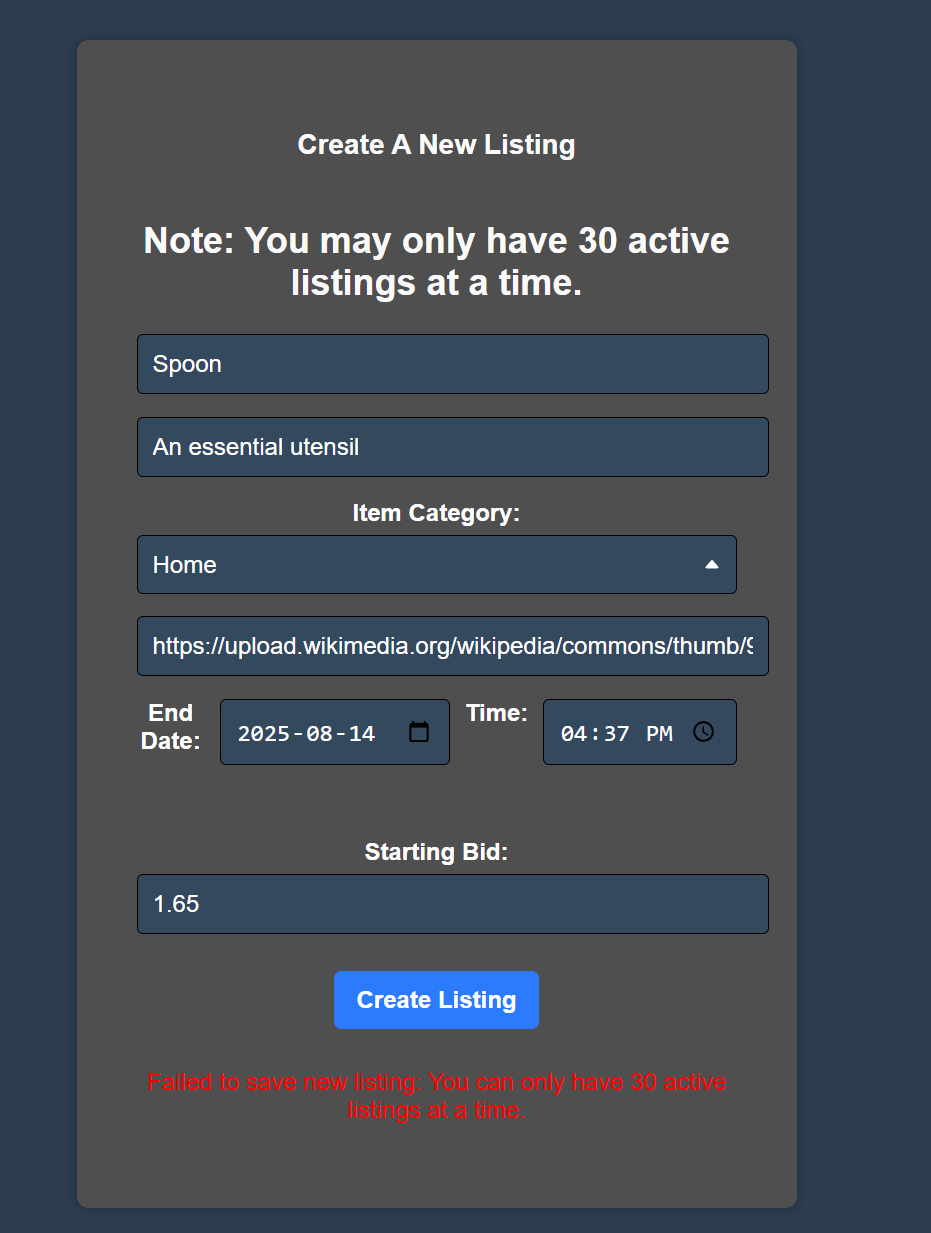 Create A New Listing
Note: You may only have 30 active
listings at a time.
Spoon
An essential utensil
Item Category:
Home
https://upload.wikimedia.org/wikipedia/commons/thumb/9
End
Date:
2025-08-14
Time:
04:37 PM
Starting Bid:
1.65
Create Listing
Failed to save new listing: You can only have 30 active
listings at a time.